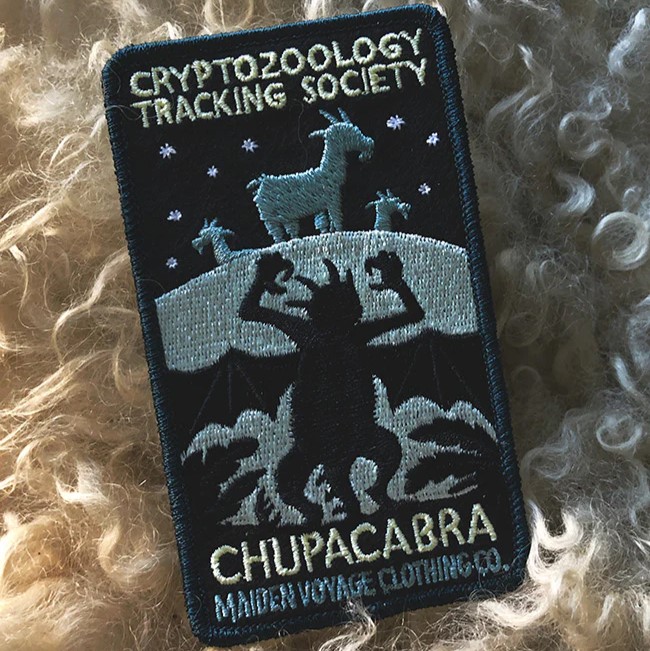 CRYPTOZOOLOGY
TRACKING SOCIETY
CHUPACABRA
MAIDEN VOYAGE CLOTHING CO.